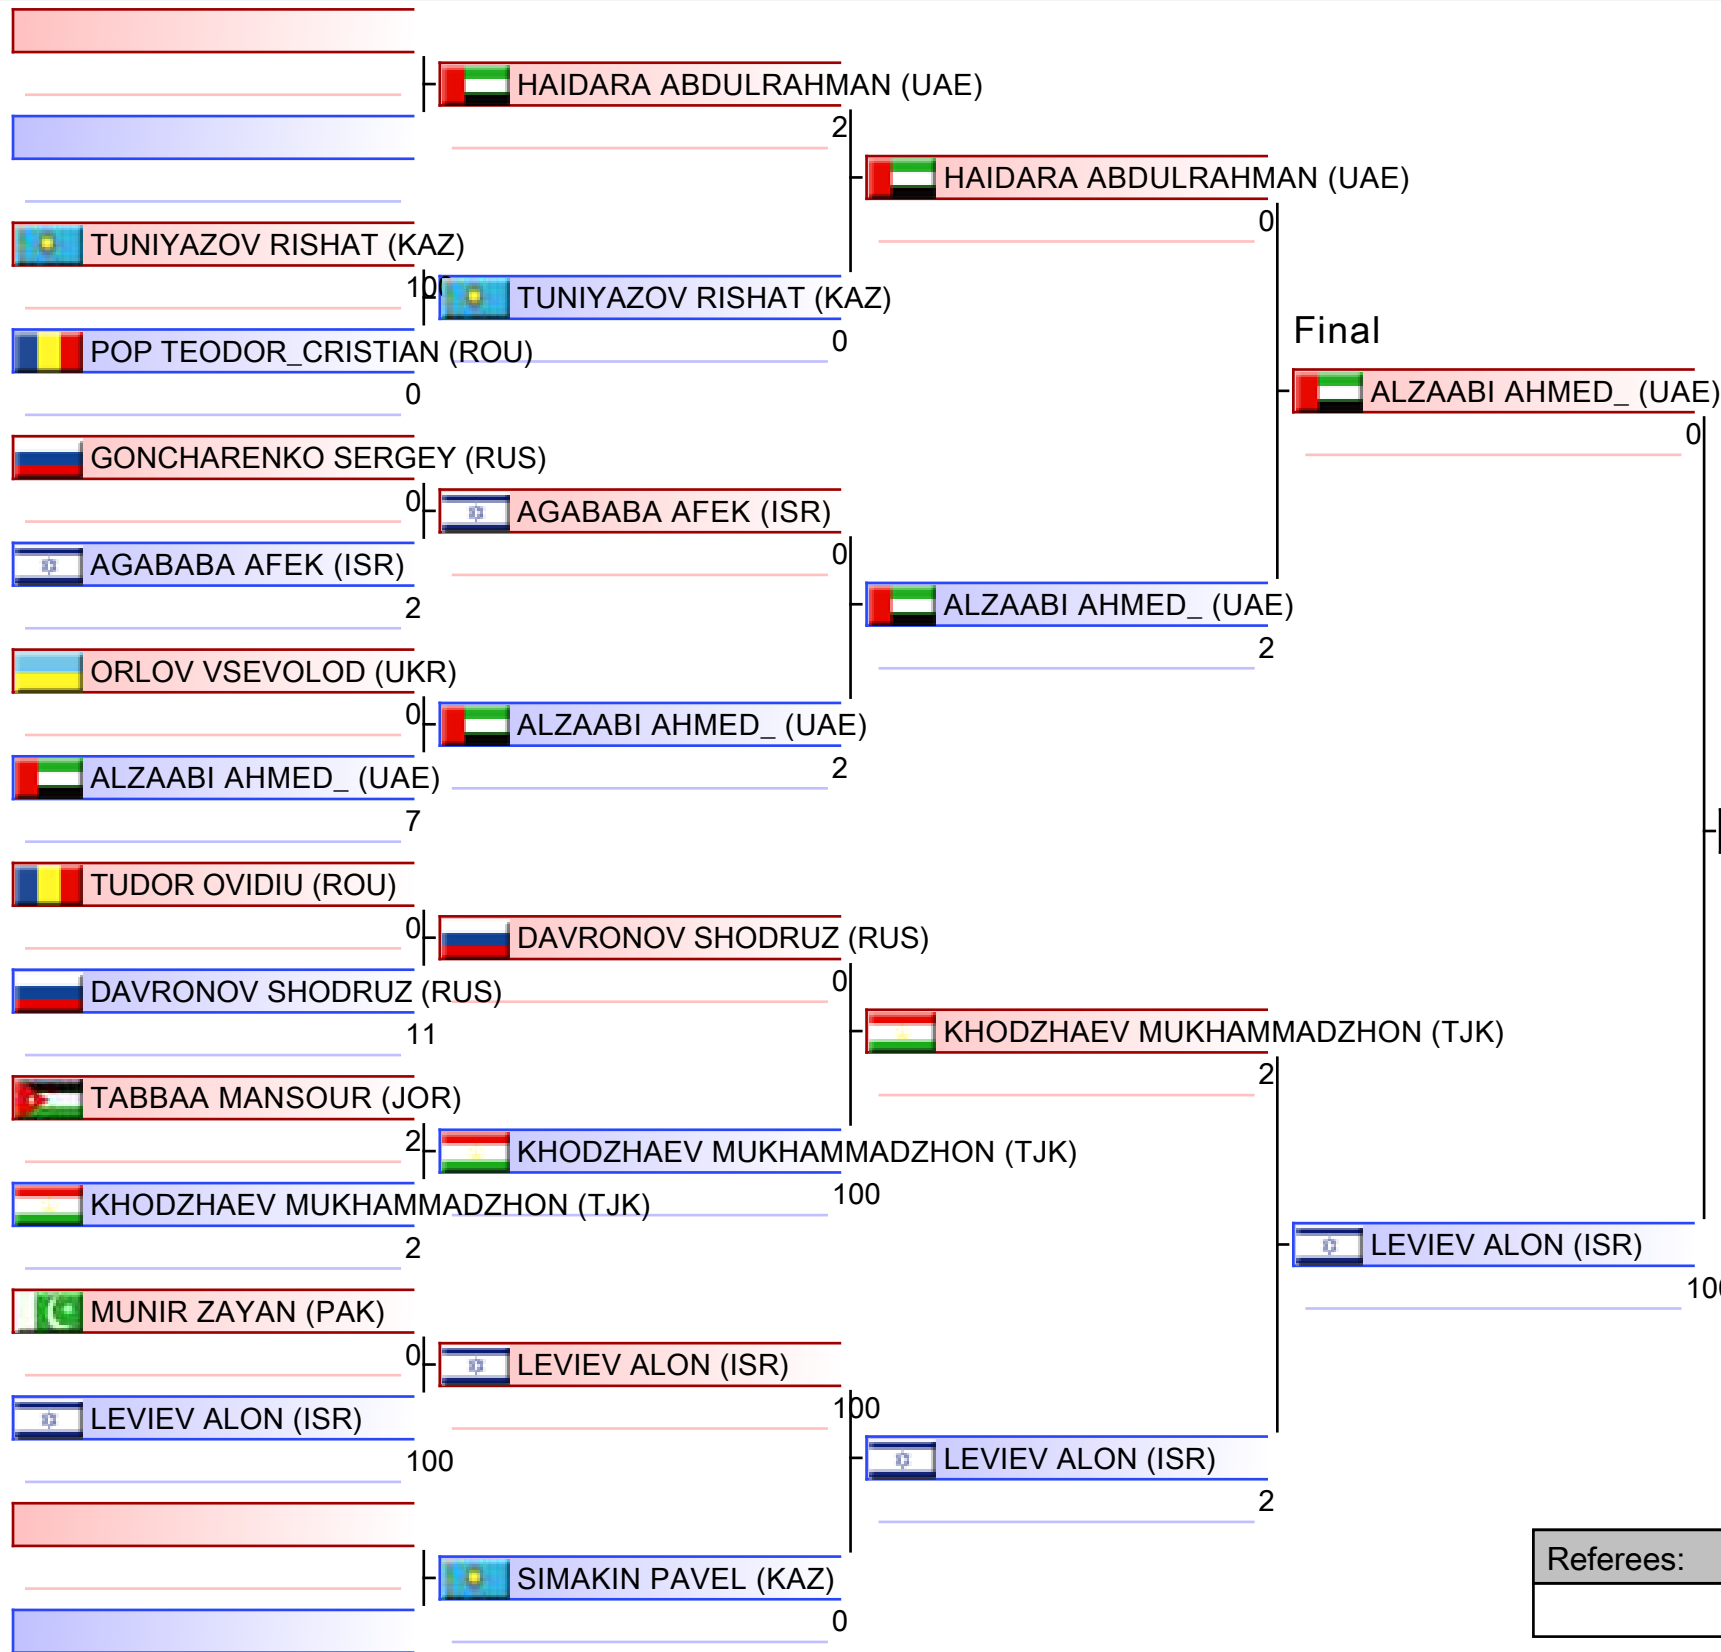 HAIDARA ABDULRAHMAN (UAE)
2
HAIDARA ABDULRAHMAN (UAE)
0
TUNIYAZOV RISHAT (KAZ)
100
TUNIYAZOV RISHAT (KAZ)
0
POP TEODOR_CRISTIAN (ROU)
0
Final
ALZAABI AHMED_ (UAE)
0
GONCHARENKO SERGEY (RUS)
0
AGABABA AFEK (ISR)
0
AGABABA AFEK (ISR)
2
ALZAABI AHMED_ (UAE)
2
ORLOV VSEVOLOD (UKR)
0
ALZAABI AHMED_ (UAE)
2
ALZAABI AHMED_ (UAE)
7
TUDOR OVIDIU (ROU)
0
DAVRONOV SHODRUZ (RUS)
0
DAVRONOV SHODRUZ (RUS)
11
KHODZHAEV MUKHAMMADZHON (TJK)
2
TABBAA MANSOUR (JOR)
2
KHODZHAEV MUKHAMMADZHON (TJK)
100
KHODZHAEV MUKHAMMADZHON (TJK)
2
LEVIEV ALON (ISR)
100
MUNIR ZAYAN (PAK)
0
LEVIEV ALON (ISR)
100
LEVIEV ALON (ISR)
100
LEVIEV ALON (ISR)
2
SIMAKIN PAVEL (KAZ)
0
Referees: